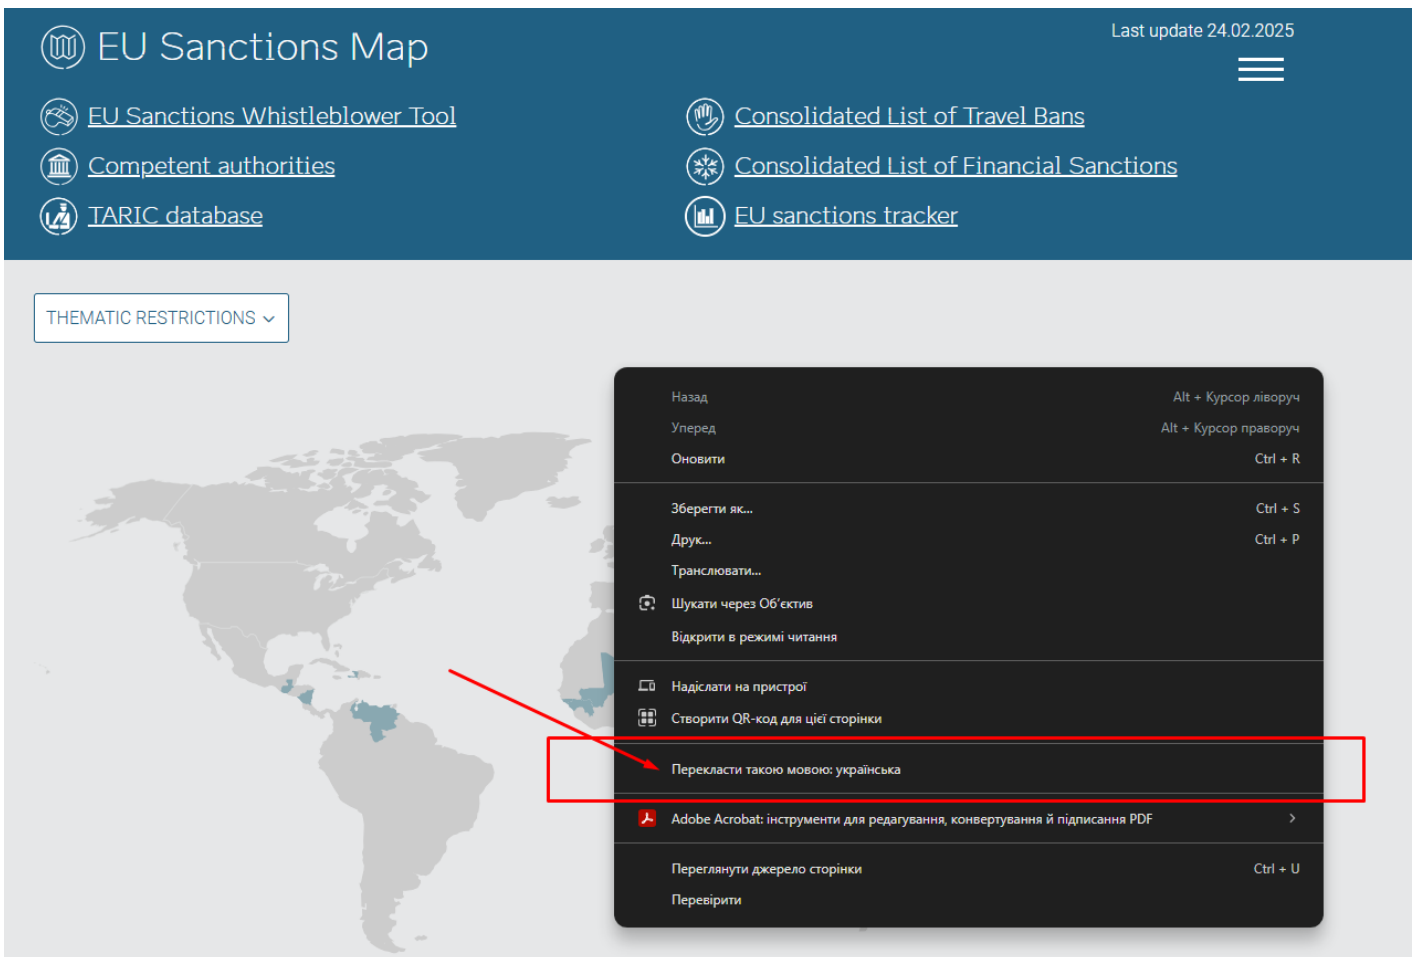 EU Sanctions Map
Last update 24.02.2025
EU Sanctions Whistleblower Tool
Consolidated List of Travel Bans
Competent authorities
Consolidated List of Financial Sanctions
TARIC database
EU sanctions tracker
THEMATIC RESTRICTIONS
Назад Alt + Курсор ліворуч
Уперед Alt + Курсор праворуч
Оновити Ctrl + R
Зберегти як... Ctrl + S
Друк... Ctrl + P
Транслювати...
Шукати через Об'єктив
Відкрити в режимі читання
Надіслати на пристрої
Створити QR-код для цієї сторінки
Перекласти такою мовою: українська
Adobe Acrobat: інструменти для редагування, конвертування й підписання PDF
Переглянути джерело сторінки Ctrl + U
Перевірити